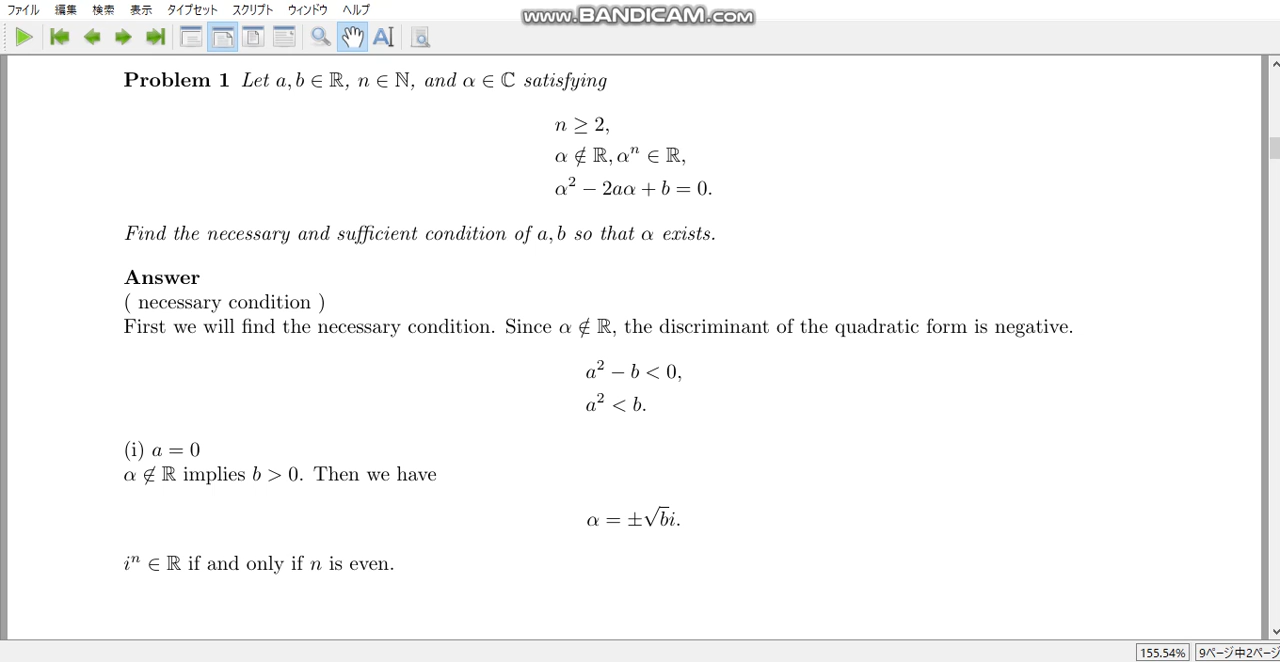 ファイル 編集 検索 表示 タイプセット スクリプト ウィンドウ ヘルプ
www.BANDICAM.com
Problem 1 Let a, b ∈ ℝ, n ∈ ℕ, and α ∈ ℂ satisfying
n ≥ 2,
α ∉ ℝ, αⁿ ∈ ℝ,
α² − 2aα + b = 0.
Find the necessary and sufficient condition of a, b so that α exists.
Answer
( necessary condition )
First we will find the necessary condition. Since α ∉ ℝ, the discriminant of the quadratic form is negative.
a² − b < 0,
a² < b.
(i) a = 0
α ∉ ℝ implies b > 0. Then we have
α = ±√bi.
iⁿ ∈ ℝ if and only if n is even.
155.54% 9ページ中2ページ